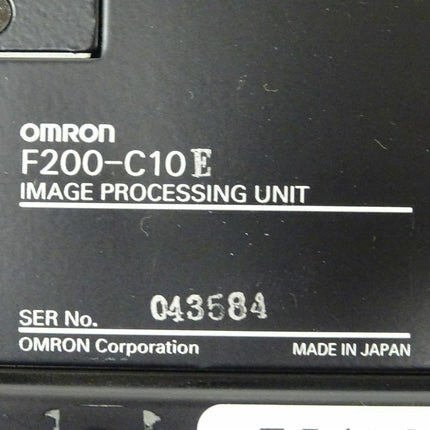 OMRON
F200-C10E
IMAGE PROCESSING UNIT
SER No. 043584
OMRON Corporation MADE IN JAPAN